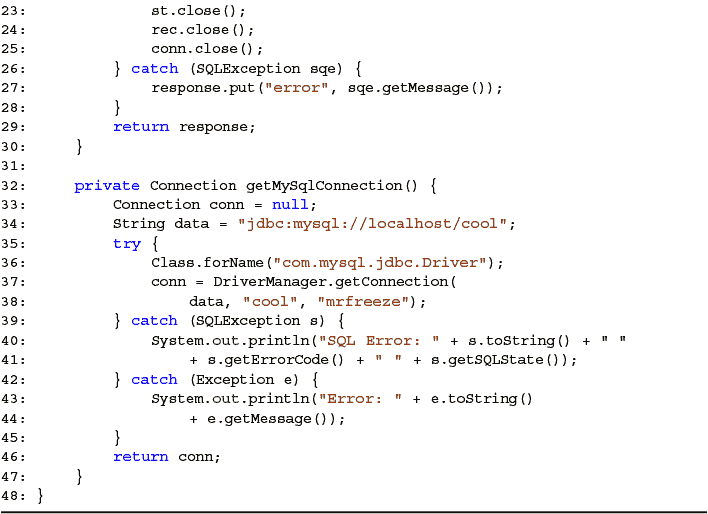 23:             st.close();
24:             rec.close();
25:             conn.close();
26:         } catch (SQLException sqe) {
27:             response.put("error", sqe.getMessage());
28:         }
29:         return response;
30:     }
31:
32:     private Connection getMySqlConnection() {
33:         Connection conn = null;
34:         String data = "jdbc:mysql://localhost/cool";
35:         try {
36:             Class.forName("com.mysql.jdbc.Driver");
37:             conn = DriverManager.getConnection(
38:                 data, "cool", "mrfreeze");
39:         } catch (SQLException s) {
40:             System.out.println("SQL Error: " + s.toString() + " "
41:                 + s.getErrorCode() + " " + s.getSQLState());
42:         } catch (Exception e) {
43:             System.out.println("Error: " + e.toString()
44:                 + e.getMessage());
45:         }
46:         return conn;
47:     }
48: }